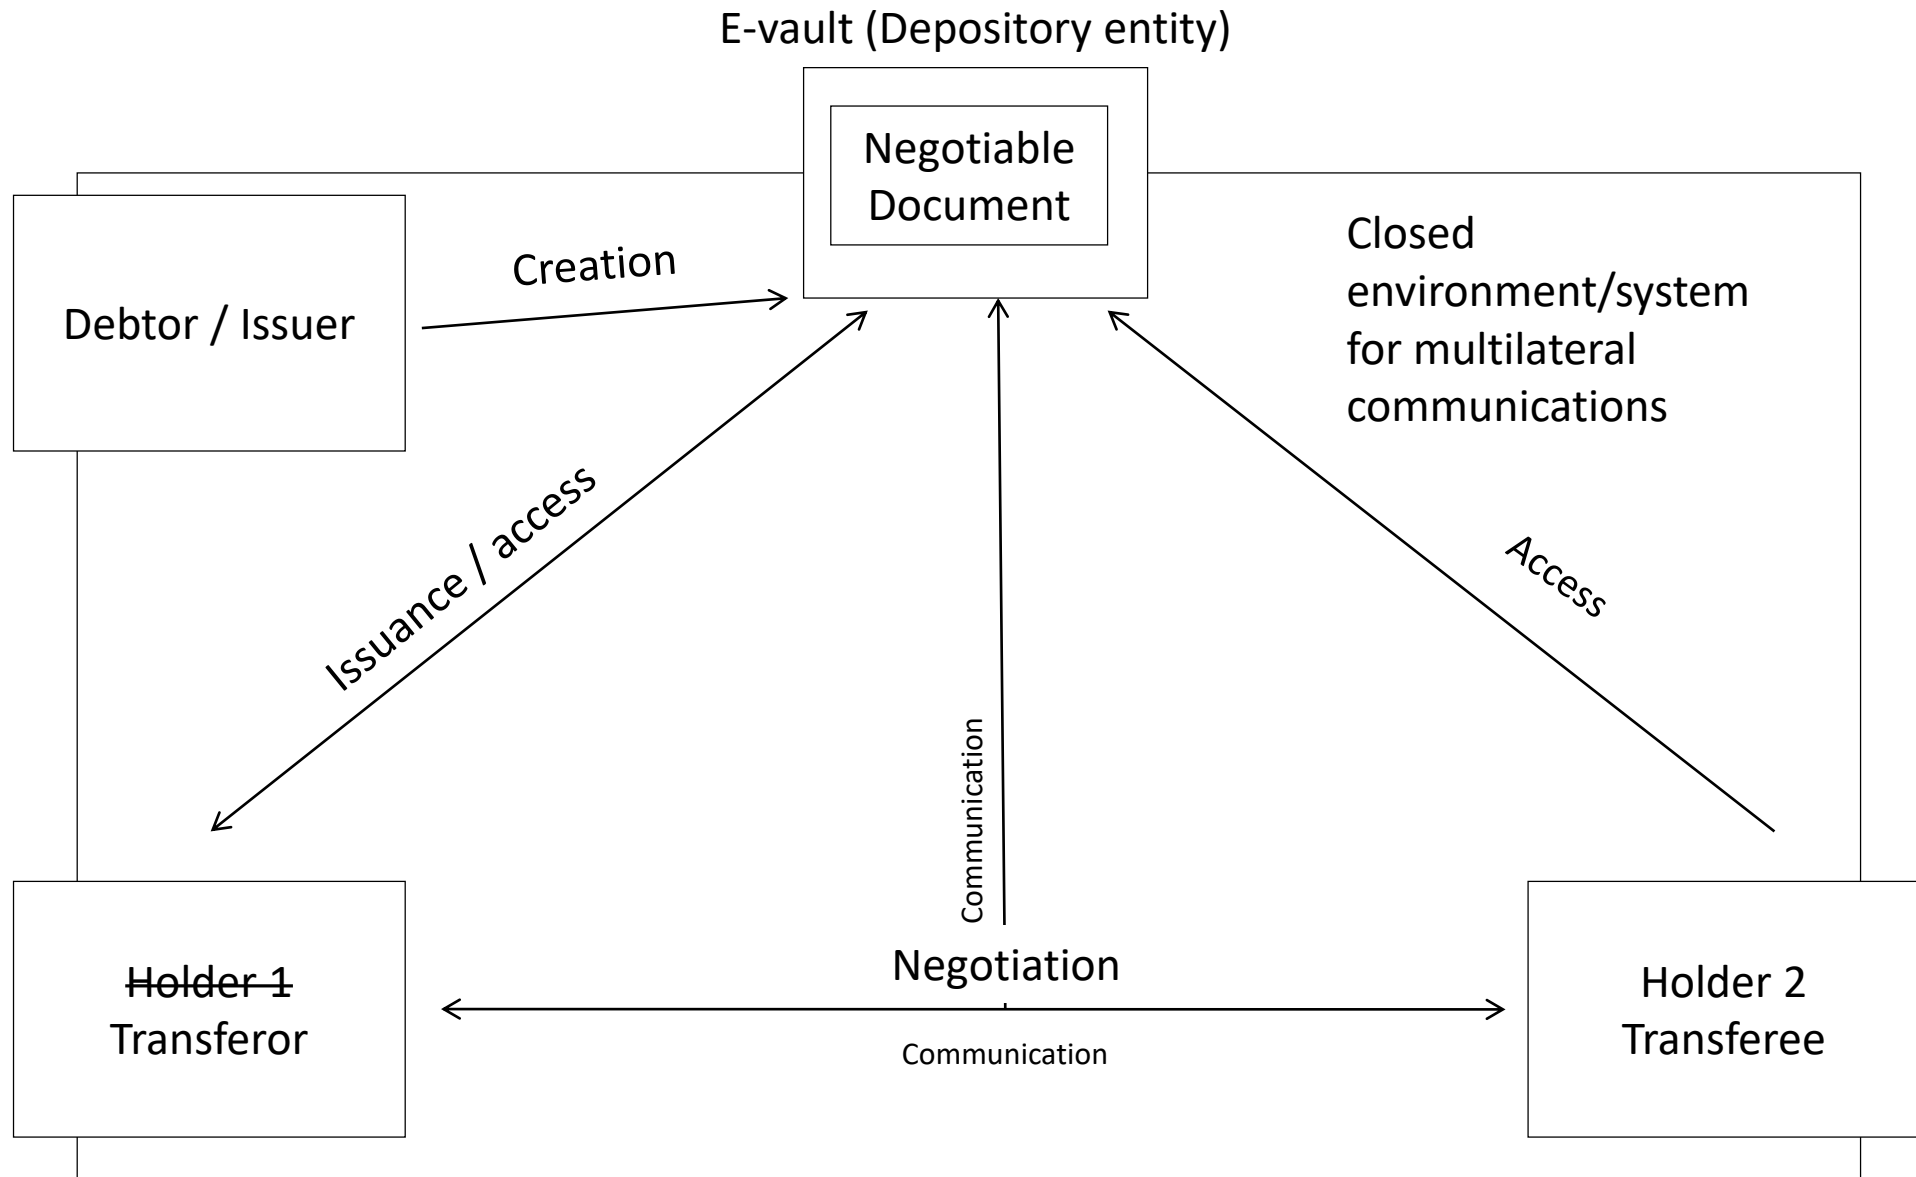 E-vault (Depository entity)
Negotiable
Document
Closed
environment/system
for multilateral
communications
Creation
Debtor / Issuer
Issuance / access
Access
Communication
Negotiation
Holder 1
Transferor
Holder 2
Transferee
Communication